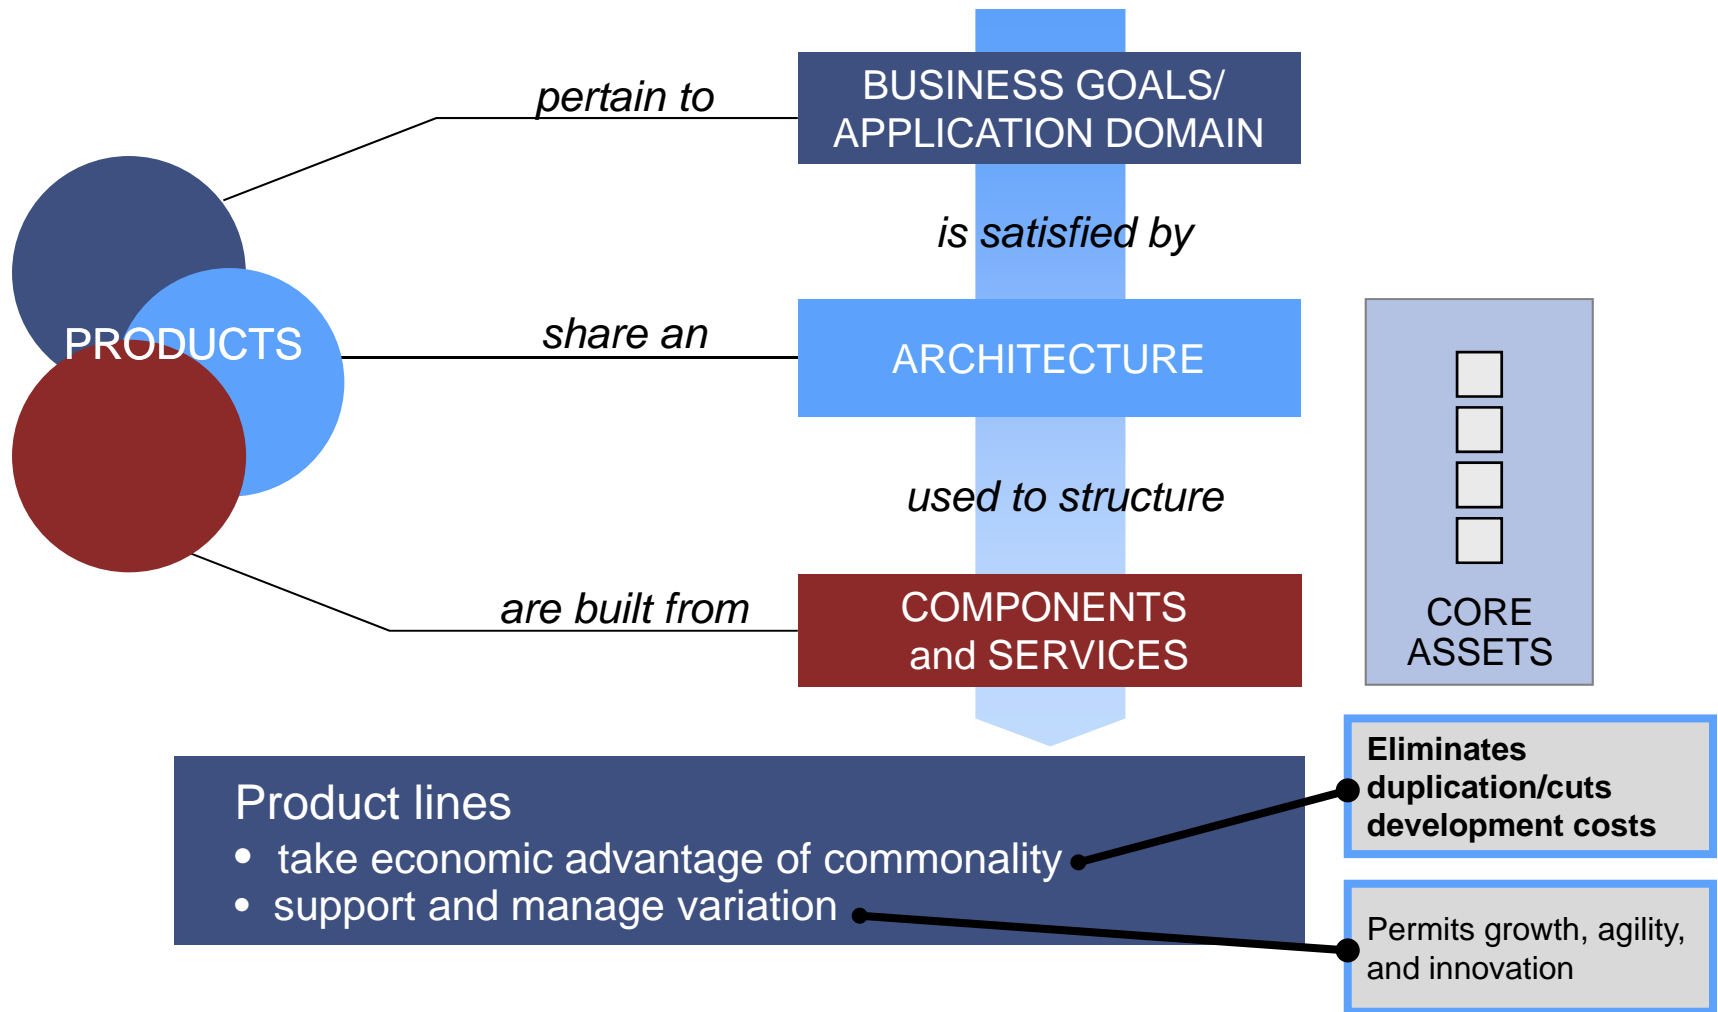 pertain to
BUSINESS GOALS/
APPLICATION DOMAIN
is satisfied by
PRODUCTS
share an
ARCHITECTURE
used to structure
are built from
COMPONENTS
and SERVICES
CORE
ASSETS
Product lines
• take economic advantage of commonality
• support and manage variation
Eliminates
duplication/cuts
development costs
Permits growth, agility,
and innovation